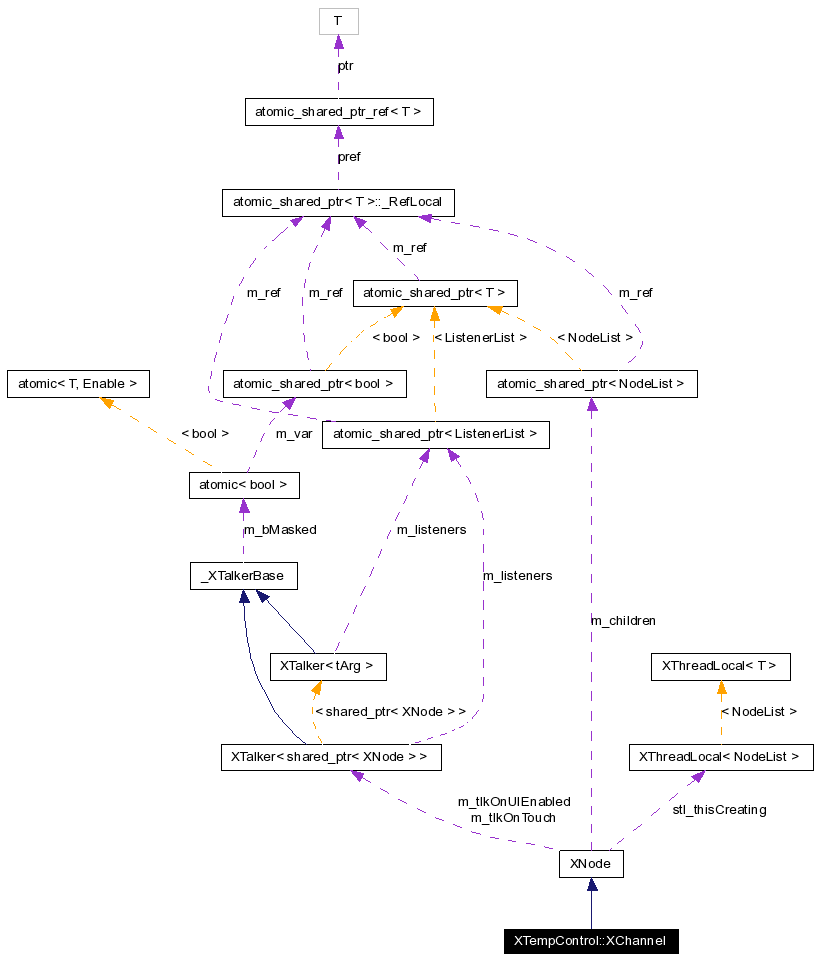 T
ptr
atomic_shared_ptr_ref< T >
pref
atomic_shared_ptr< T >::_RefLocal
m_ref
m_ref
m_ref
m_ref
atomic_shared_ptr< T >
< bool >
< ListenerList >
< NodeList >
atomic< T, Enable >
atomic_shared_ptr< bool >
atomic_shared_ptr< NodeList >
< bool >
m_var
atomic_shared_ptr< ListenerList >
atomic< bool >
m_bMasked
m_listeners
_XTalkerBase
m_listeners
m_children
XTalker< tArg >
XThreadLocal< T >
< shared_ptr< XNode > >
< NodeList >
XTalker< shared_ptr< XNode > >
XThreadLocal< NodeList >
m_tlkOnUIEnabled
m_tlkOnTouch
stl_thisCreating
XNode
XTempControl::XChannel